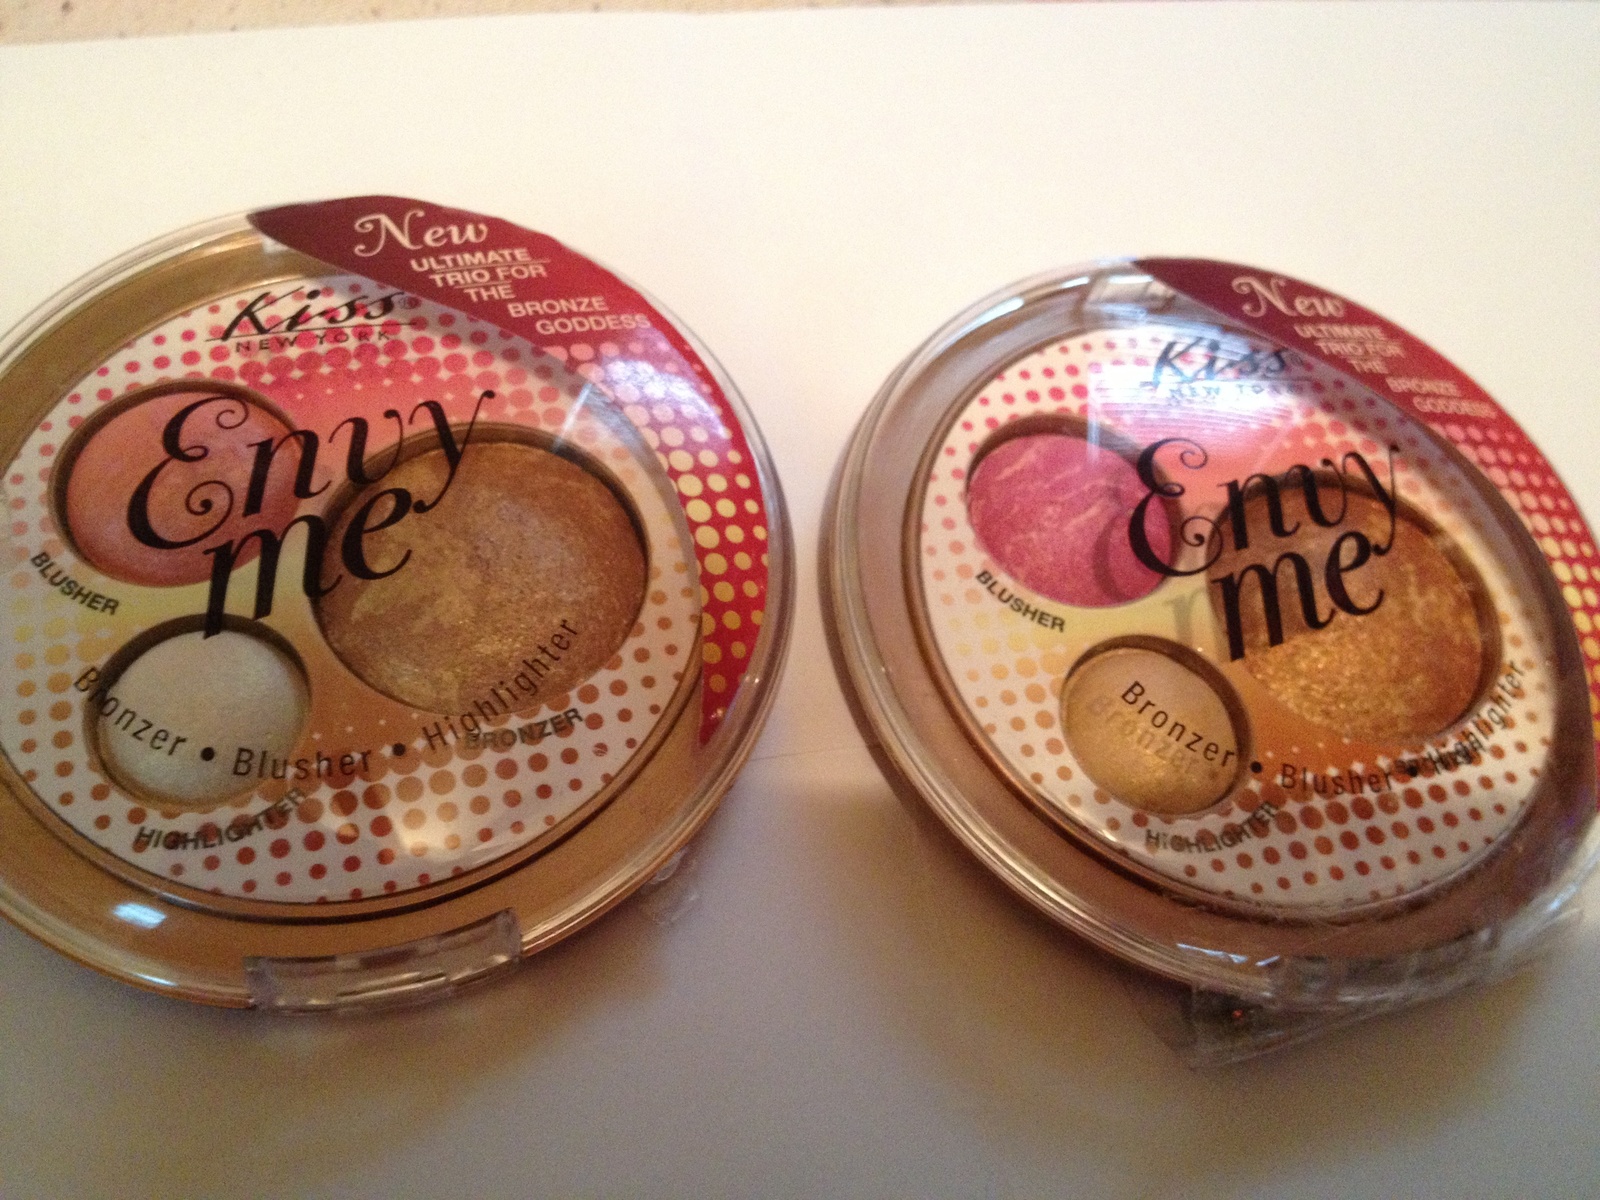 New
ULTIMATE
TRIO FOR
THE
BRONZE
GODDESS
Kiss®
NEW YORK
Envy
me
BLUSHER
Bronzer • Blusher • Highlighter
BRONZER
HIGHLIGHTER
New
ULTIMATE
TRIO FOR
THE
BRONZE
GODDESS
Kiss
NEW YORK
Envy
me
BLUSHER
Bronzer • Blusher • Highlighter
HIGHLIGHTER